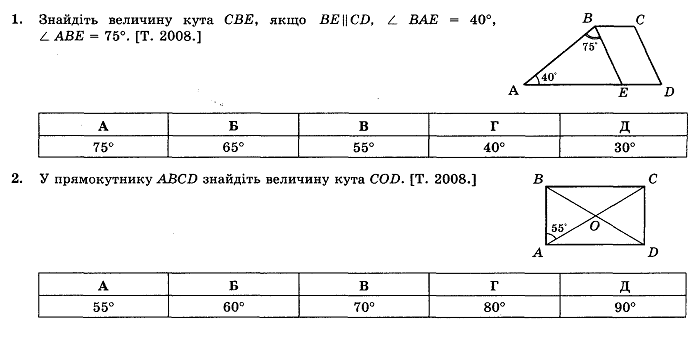 1. Знайдіть величину кута CBE, якщо BE ∥ CD, ∠ BAE = 40°,
∠ ABE = 75°. [Т. 2008.]
B C
75°
A 40° E D
А Б В Г Д
75° 65° 55° 40° 30°
2. У прямокутнику ABCD знайдіть величину кута COD. [Т. 2008.]
B C
55° O
A D
А Б В Г Д
55° 60° 70° 80° 90°